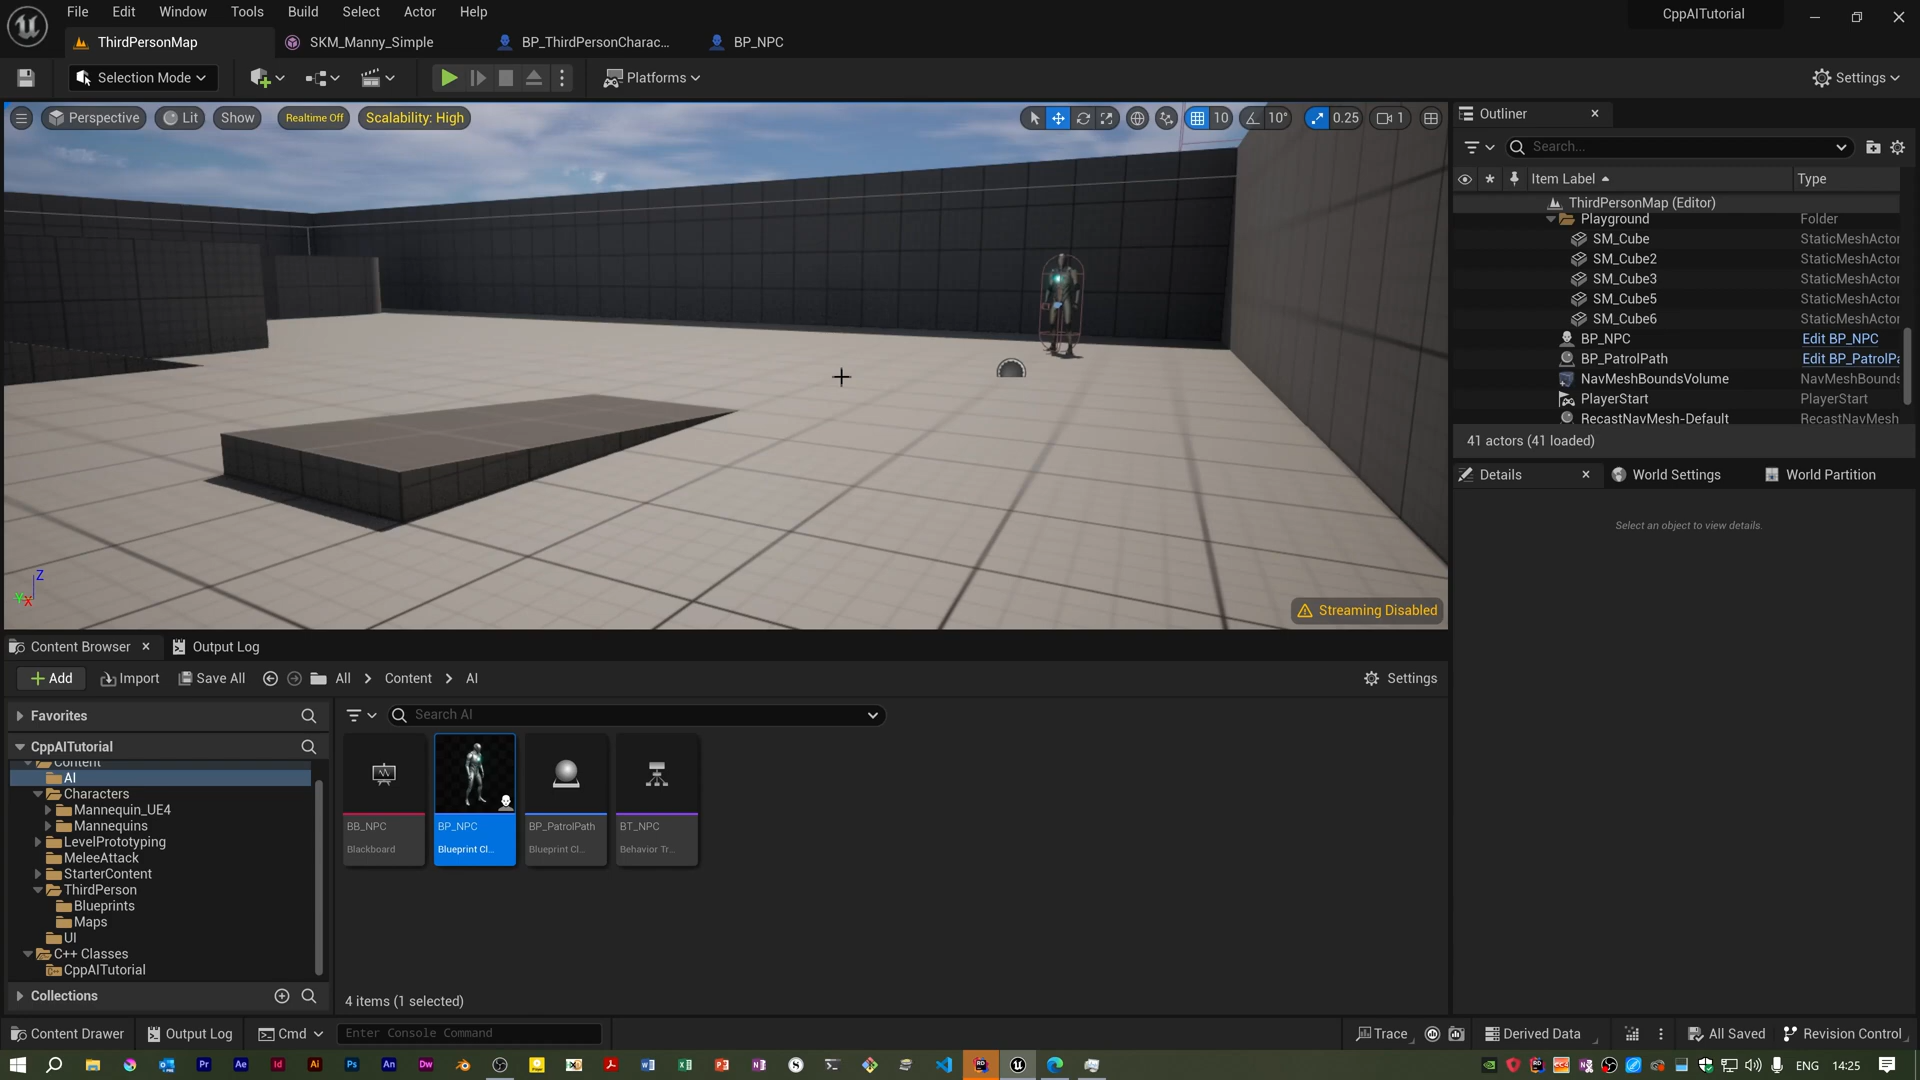 File Edit Window Tools Build Select Actor Help
CppAITutorial
ThirdPersonMap
SKM_Manny_Simple
BP_ThirdPersonCharac...
BP_NPC
Selection Mode
Platforms
Settings
Perspective
Lit
Show
Realtime Off
Scalability: High
10
10°
0.25
1
Outliner
Search...
Item Label
Type
ThirdPersonMap (Editor)
Playground Folder
SM_Cube StaticMeshActor
SM_Cube2 StaticMeshActor
SM_Cube3 StaticMeshActor
SM_Cube5 StaticMeshActor
SM_Cube6 StaticMeshActor
BP_NPC Edit BP_NPC
BP_PatrolPath Edit BP_PatrolPa
NavMeshBoundsVolume NavMeshBounds
PlayerStart PlayerStart
RecastNavMesh-Default RecastNavMesh
41 actors (41 loaded)
Details
World Settings
World Partition
Select an object to view details.
Z
Y X
Streaming Disabled
Content Browser
Output Log
Add
Import
Save All
All > Content > AI
Settings
Favorites
CppAITutorial
Content
AI
Characters
Mannequin_UE4
Mannequins
LevelPrototyping
MeleeAttack
StarterContent
ThirdPerson
Blueprints
Maps
UI
C++ Classes
CppAITutorial
Collections
Search AI
BB_NPC
Blackboard
BP_NPC
Blueprint Cl...
BP_PatrolPath
Blueprint Cl...
BT_NPC
Behavior Tr...
4 items (1 selected)
Content Drawer
Output Log
Cmd
Enter Console Command
Trace
Derived Data
All Saved
Revision Control
Pr
Ae
Id
Ai
Ps
An
Dw
ENG
14:25